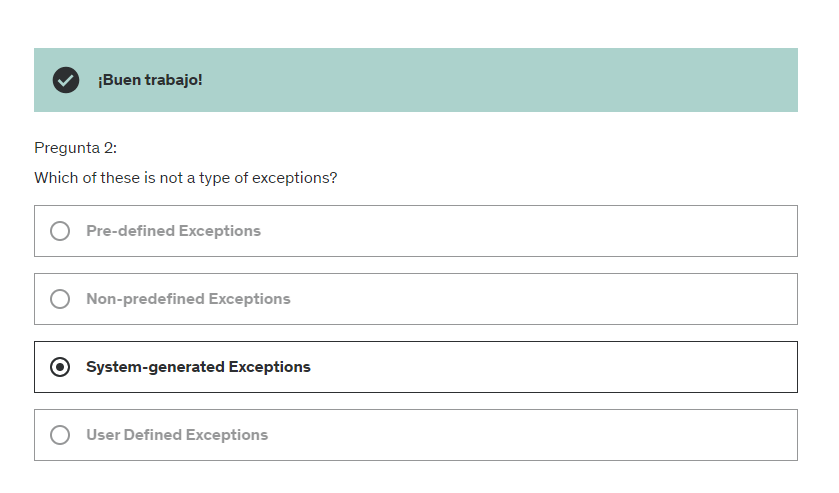 ¡Buen trabajo!
Pregunta 2:
Which of these is not a type of exceptions?
Pre-defined Exceptions
Non-predefined Exceptions
System-generated Exceptions
User Defined Exceptions